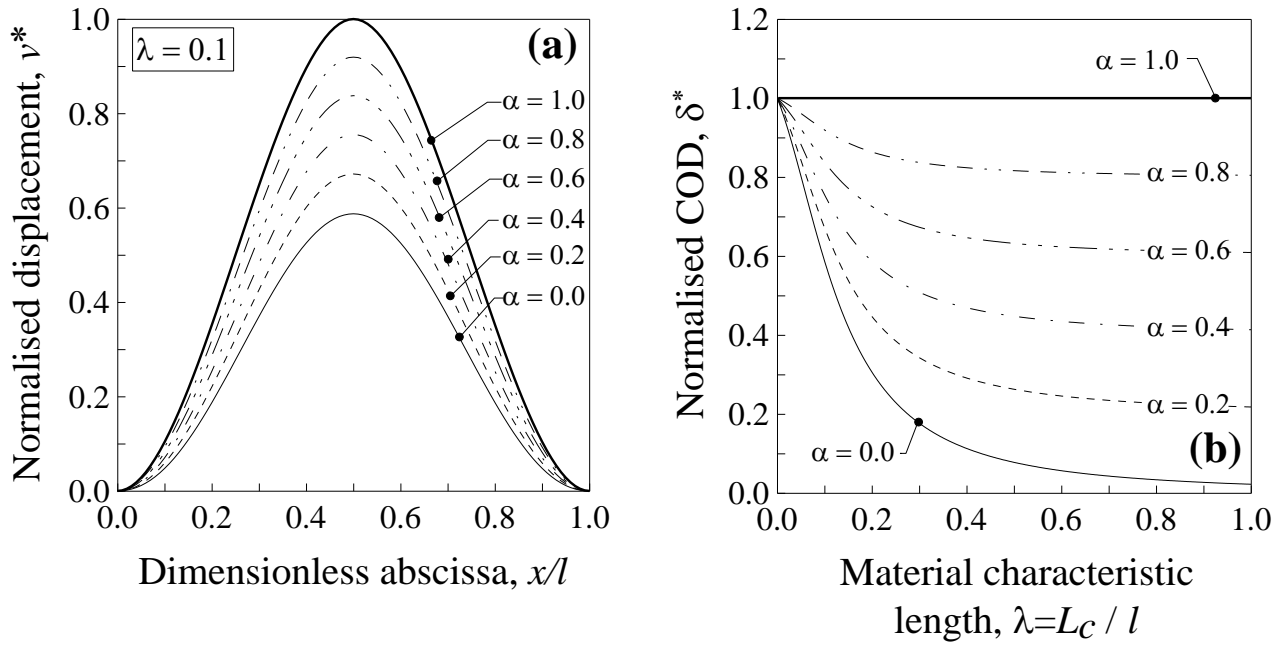 Normalised displacement, v*
1.0
0.8
0.6
0.4
0.2
0.0
λ = 0.1
(a)
α = 1.0
α = 0.8
α = 0.6
α = 0.4
α = 0.2
α = 0.0
0.0 0.2 0.4 0.6 0.8 1.0
Dimensionless abscissa, x/l
Normalised COD, δ*
1.2
1.0
0.8
0.6
0.4
0.2
0.0
α = 1.0
α = 0.8
α = 0.6
α = 0.4
α = 0.2
α = 0.0
(b)
0.0 0.2 0.4 0.6 0.8 1.0
Material characteristic
length, λ=Lc / l